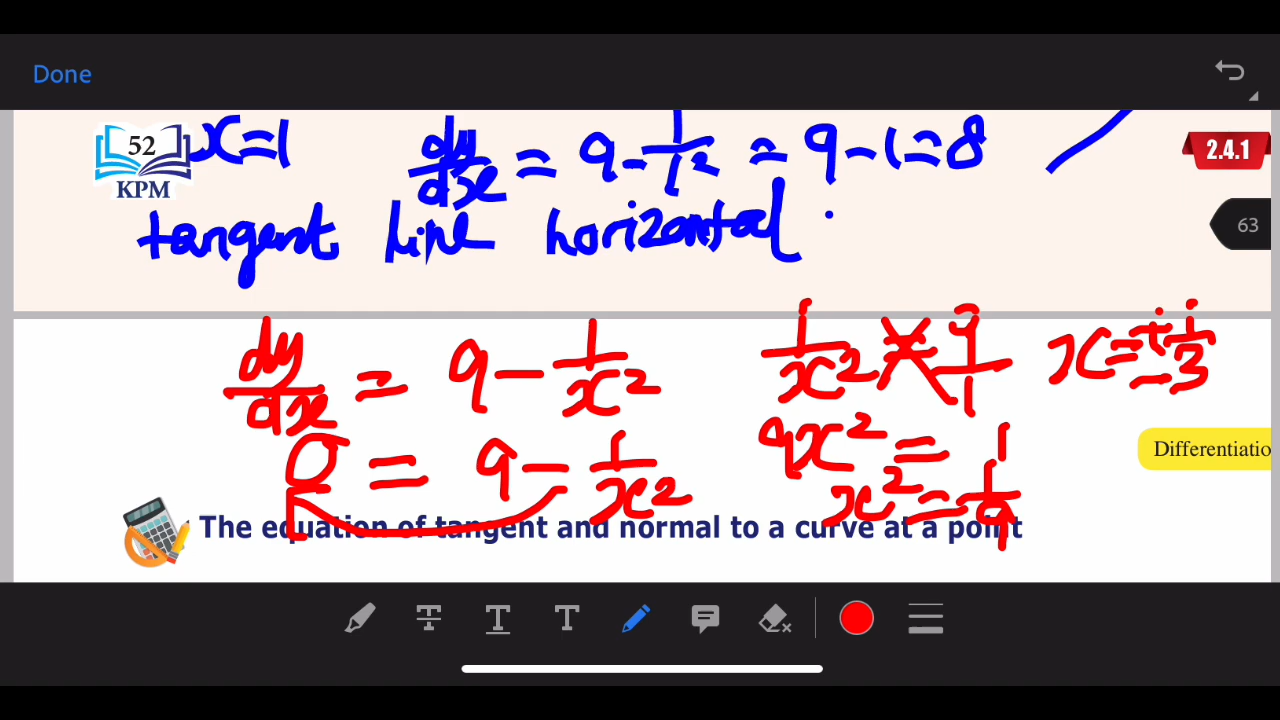 Done
52
KPM
x=1 dy/dx = 9 - 1/1² = 9 - 1 = 8
2.4.1
tangent line horizontal.
63
dy/dx = 9 - 1/x² 1/x² = 9/1 x = ± 1/3
0 = 9 - 1/x² 9x² = 1
x² = 1/9
Differentiatio
The equation of tangent and normal to a curve at a point